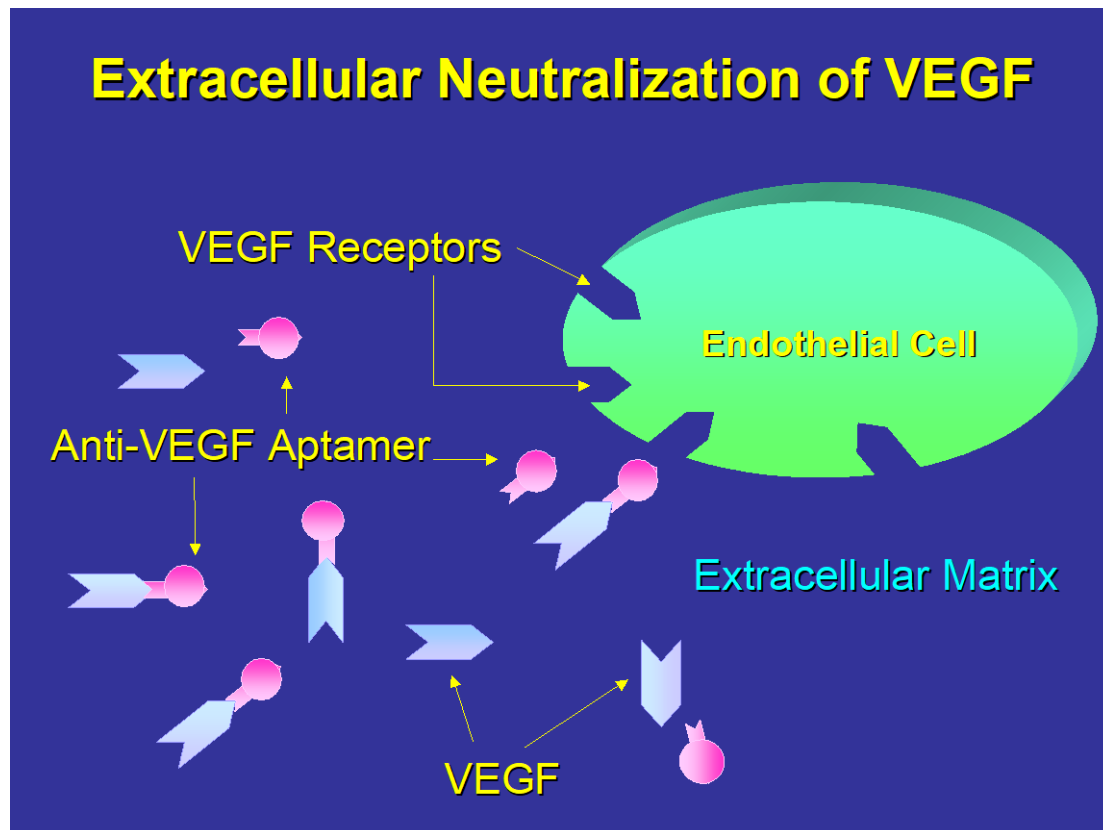 Extracellular Neutralization of VEGF
VEGF Receptors
Endothelial Cell
Anti-VEGF Aptamer
Extracellular Matrix
VEGF